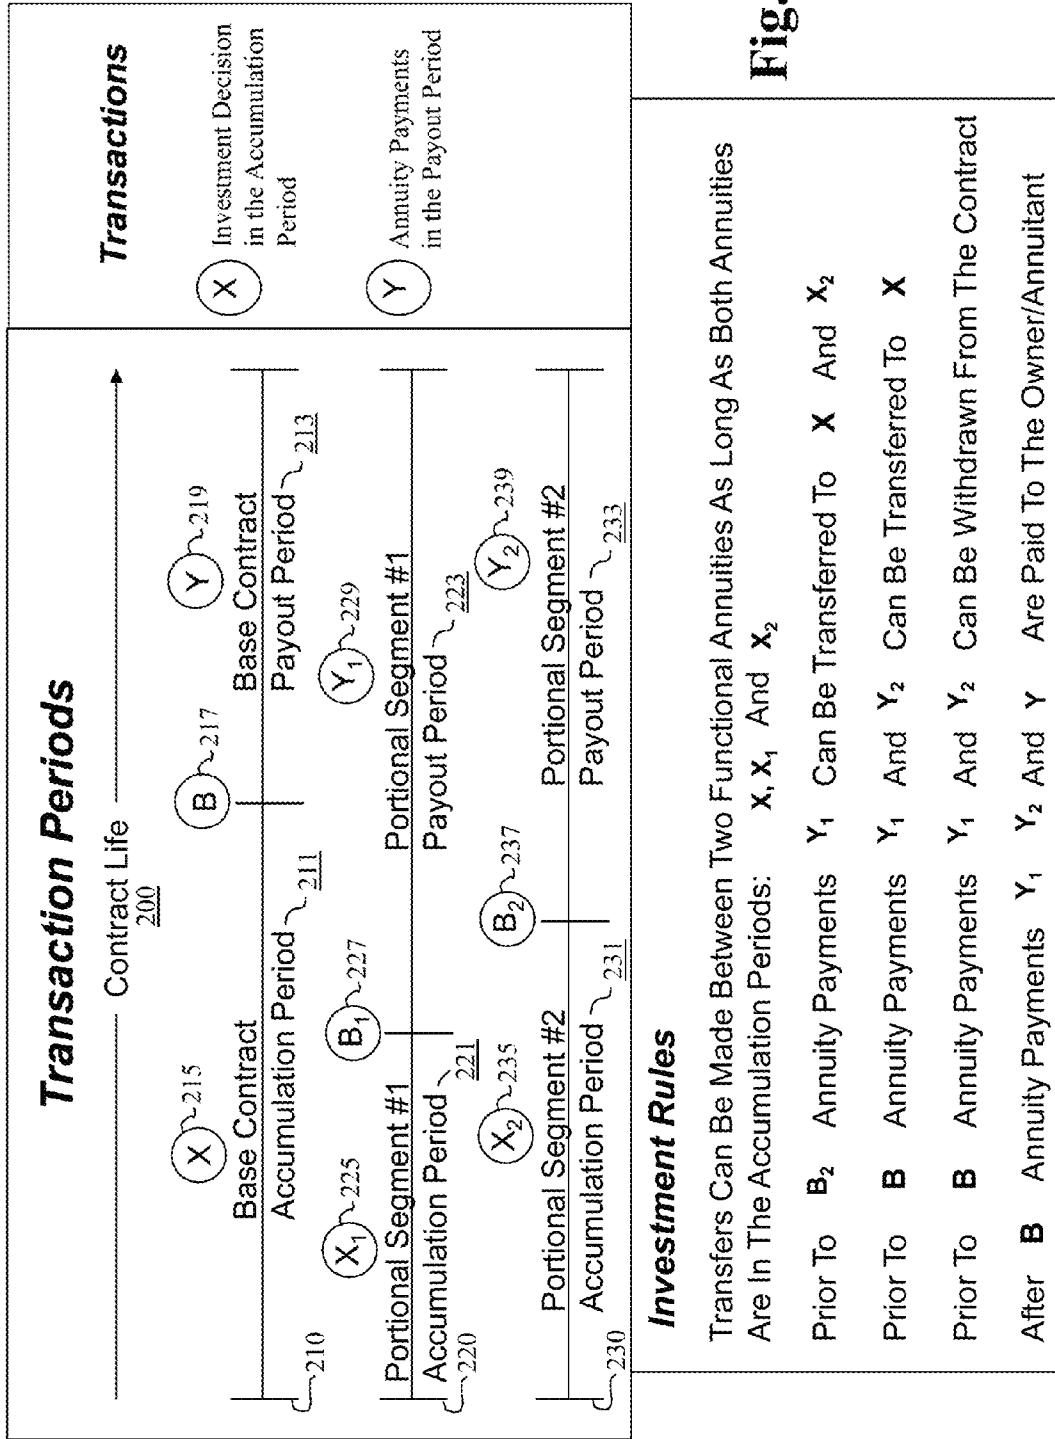 Transaction Periods
Contract Life
200
X 215
B 217
Y 219
Base Contract
Accumulation Period 211
Base Contract
Payout Period 213
210
X1 225
B1 227
Y1 229
Portional Segment #1
Accumulation Period 221
Portional Segment #1
Payout Period 223
220
X2 235
B2 237
Y2 239
Portional Segment #2
Accumulation Period 231
Portional Segment #2
Payout Period 233
230
Transactions
X Investment Decision
in the Accumulation
Period
Y Annuity Payments
in the Payout Period
Investment Rules
Transfers Can Be Made Between Two Functional Annuities As Long As Both Annuities
Are In The Accumulation Periods: X, X1 And X2
Prior To B2 Annuity Payments Y1 Can Be Transferred To X And X2
Prior To B Annuity Payments Y1 And Y2 Can Be Transferred To X
Prior To B Annuity Payments Y1 And Y2 Can Be Withdrawn From The Contract
After B Annuity Payments Y1 Y2 And Y Are Paid To The Owner/Annuitant
Fig.